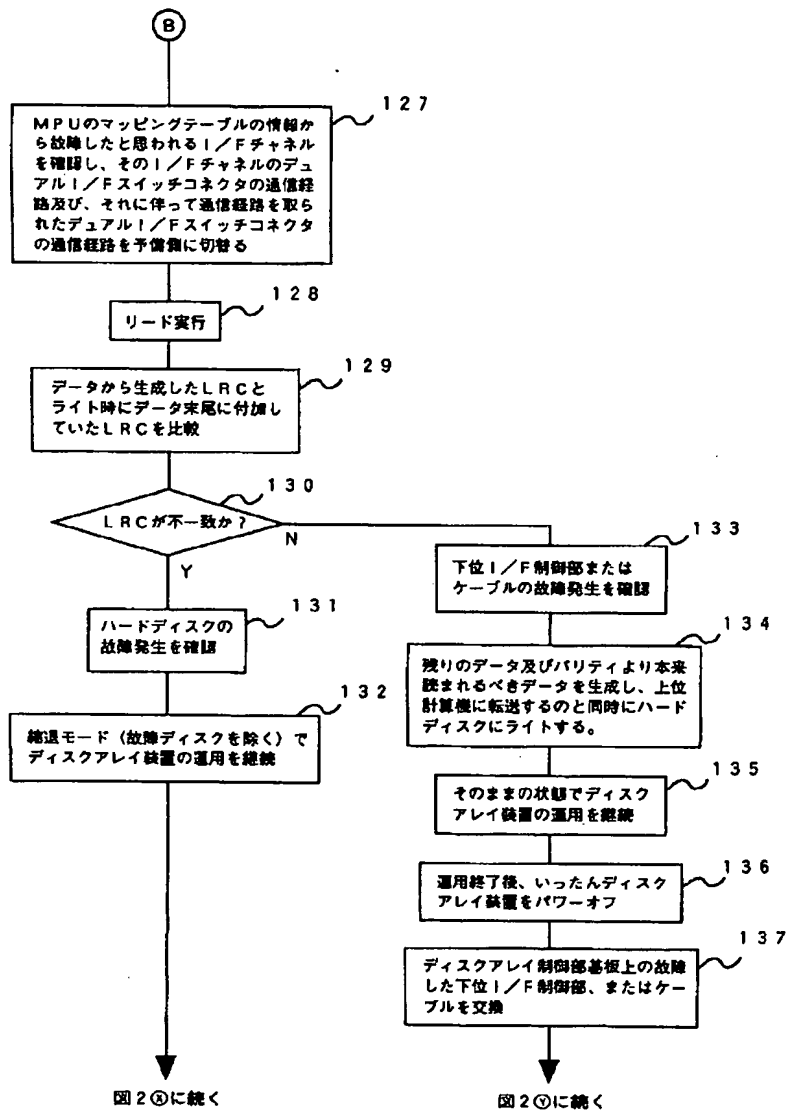 B
127
MPUのマッピングテーブルの情報か
ら故障したと思われるI/Fチャネル
を確認し、そのI/Fチャネルのデュ
アルI/Fスイッチコネクタの通信経
路及び、それに伴って通信経路を取ら
れたデュアルI/Fスイッチコネクタ
の通信経路を予備側に切替る
128
リード実行
129
データから生成したLRCと
ライト時にデータ末尾に付加し
ていたLRCを比較
130
LRCが不一致か?
N
Y
131
ハードディスクの
故障発生を確認
132
縮退モード(故障ディスクを除く)で
ディスクアレイ装置の運用を継続
図2Ⓧに続く
133
下位I/F制御部または
ケーブルの故障発生を確認
134
残りのデータ及びパリティより本来
読まれるべきデータを生成し、上位
計算機に転送するのと同時にハード
ディスクにライトする。
135
そのままの状態でディスク
アレイ装置の運用を継続
136
運用終了後、いったんディスク
アレイ装置をパワーオフ
137
ディスクアレイ制御部基板上の故障
した下位I/F制御部、またはケーブ
ルを交換
図2Ⓨに続く